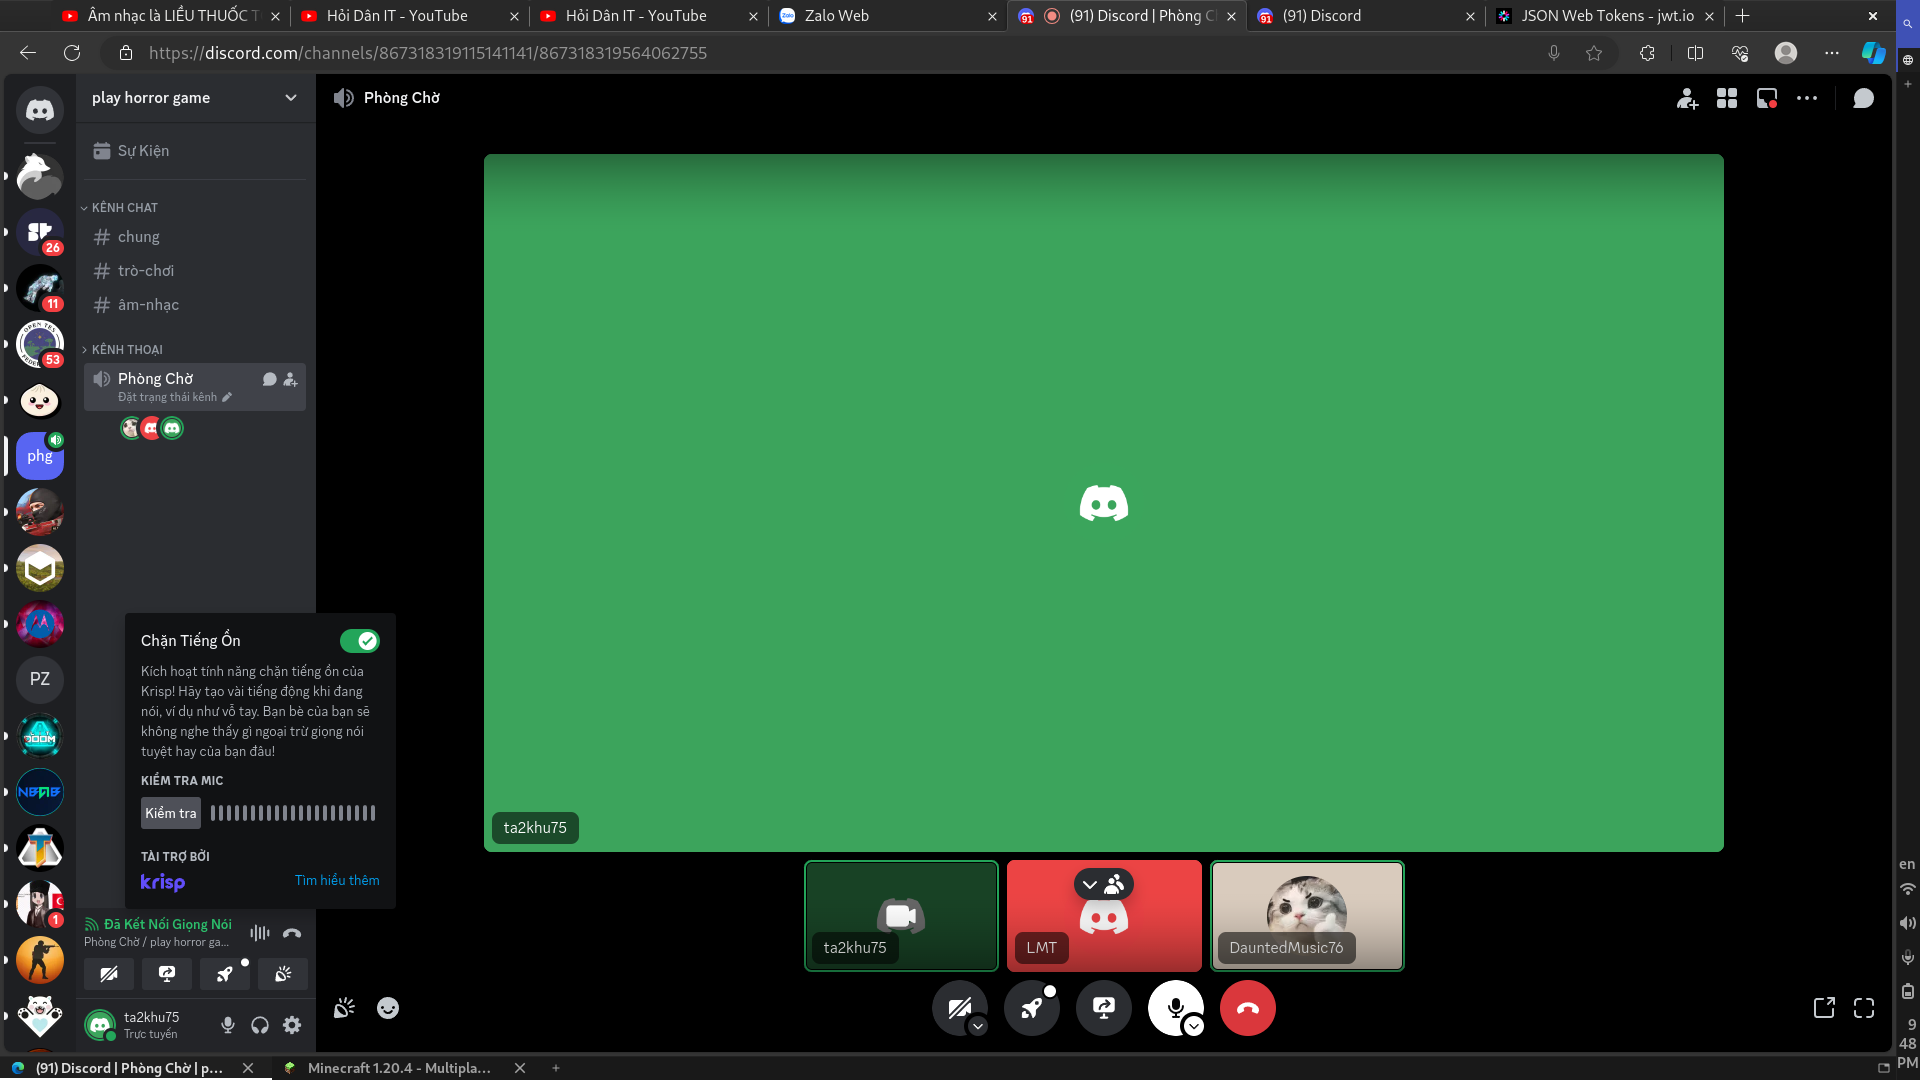 Âm nhạc là LIỀU THUỐC T
Hỏi Dân IT - YouTube
Hỏi Dân IT - YouTube
Zalo Web
(91) Discord | Phòng C
(91) Discord
JSON Web Tokens - jwt.io
https://discord.com/channels/867318319115141141/867318319564062755
play horror game
Phòng Chờ
Sự Kiện
KÊNH CHAT
chung
26
trò-chơi
11
âm-nhạc
OPEN TES
53
KÊNH THOẠI
Phòng Chờ
Đặt trạng thái kênh
phg
Chặn Tiếng Ồn
Kích hoạt tính năng chặn tiếng ồn của
Krisp! Hãy tạo vài tiếng động khi đang
nói, ví dụ như vỗ tay. Bạn bè của bạn sẽ
không nghe thấy gì ngoại trừ giọng nói
tuyệt hay của bạn đâu!
PZ
KIỂM TRA MIC
Kiểm tra
TÀI TRỢ BỞI
krisp
Tìm hiểu thêm
ta2khu75
1
Đã Kết Nối Giọng Nói
Phòng Chờ / play horror ga...
ta2khu75
LMT
DauntedMusic76
ta2khu75
Trực tuyến
en
9
48
PM
(91) Discord | Phòng Chờ | p...
Minecraft 1.20.4 - Multipla...